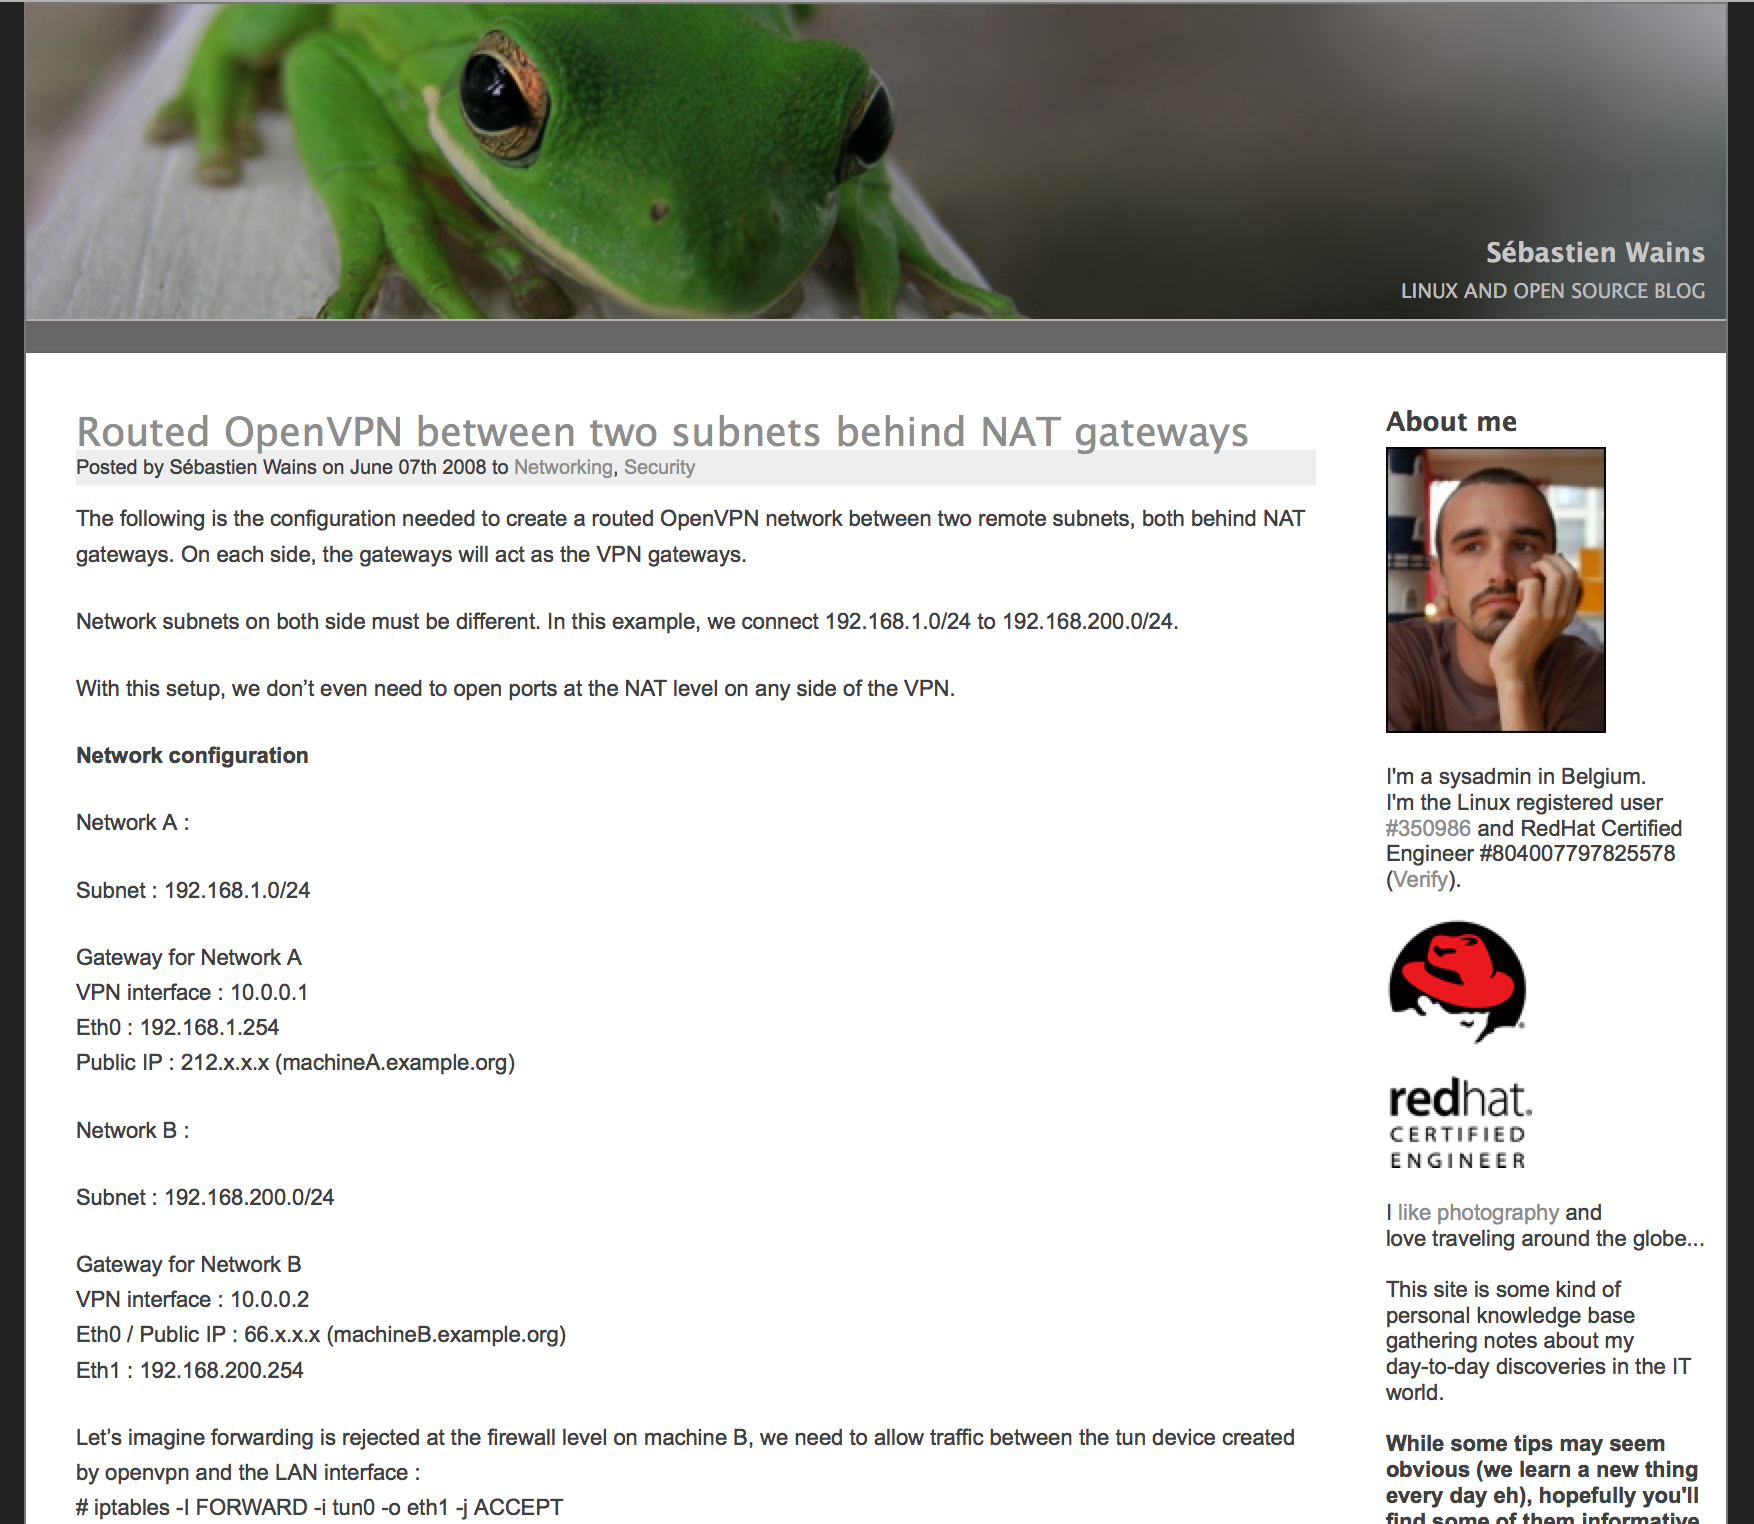 Sébastien Wains
LINUX AND OPEN SOURCE BLOG
Routed OpenVPN between two subnets behind NAT gateways
Posted by Sébastien Wains on June 07th 2008 to Networking, Security
The following is the configuration needed to create a routed OpenVPN network between two remote subnets, both behind NAT
gateways. On each side, the gateways will act as the VPN gateways.
Network subnets on both side must be different. In this example, we connect 192.168.1.0/24 to 192.168.200.0/24.
With this setup, we don’t even need to open ports at the NAT level on any side of the VPN.
Network configuration
Network A :
Subnet : 192.168.1.0/24
Gateway for Network A
VPN interface : 10.0.0.1
Eth0 : 192.168.1.254
Public IP : 212.x.x.x (machineA.example.org)
Network B :
Subnet : 192.168.200.0/24
Gateway for Network B
VPN interface : 10.0.0.2
Eth0 / Public IP : 66.x.x.x (machineB.example.org)
Eth1 : 192.168.200.254
Let’s imagine forwarding is rejected at the firewall level on machine B, we need to allow traffic between the tun device created
by openvpn and the LAN interface :
# iptables -I FORWARD -i tun0 -o eth1 -j ACCEPT
About me
I'm a sysadmin in Belgium.
I'm the Linux registered user
#350986 and RedHat Certified
Engineer #804007797825578
(Verify).
redhat.
CERTIFIED
ENGINEER
I like photography and
love traveling around the globe...
This site is some kind of
personal knowledge base
gathering notes about my
day-to-day discoveries in the IT
world.
While some tips may seem
obvious (we learn a new thing
every day eh), hopefully you'll
find some of them informative